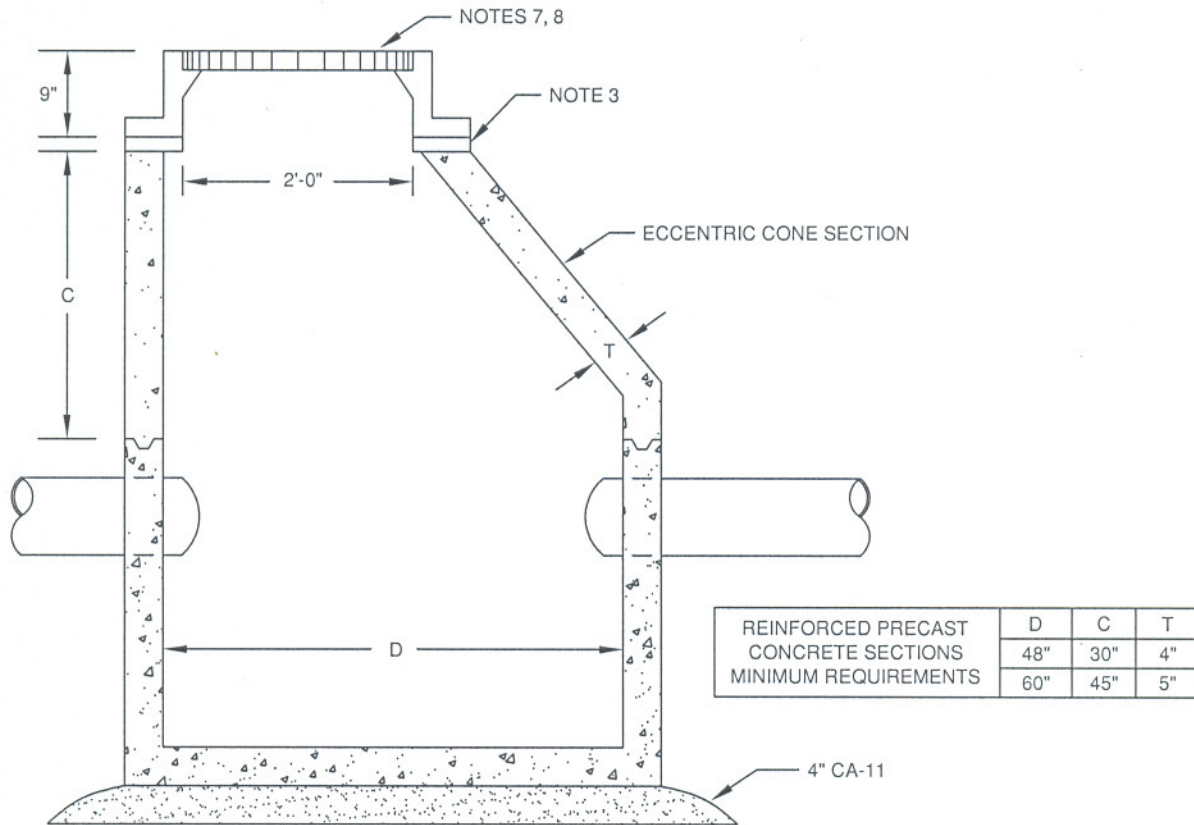 NOTES 7, 8
9"
NOTE 3
2'-0"
ECCENTRIC CONE SECTION
C
T
D
REINFORCED PRECAST
CONCRETE SECTIONS
MINIMUM REQUIREMENTS
D C T
48" 30" 4"
60" 45" 5"
4" CA-11